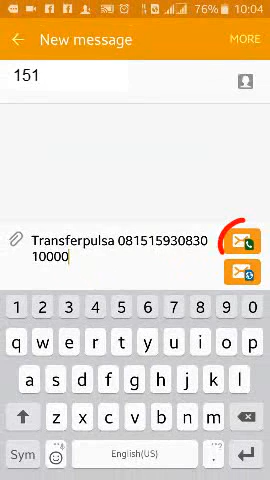 76% 10:04
New message MORE
151
Transferpulsa 081515930830
10000
1 2 3 4 5 6 7 8 9 0
q w e r t y u i o p
a s d f g h j k l
z x c v b n m
Sym English(US) .